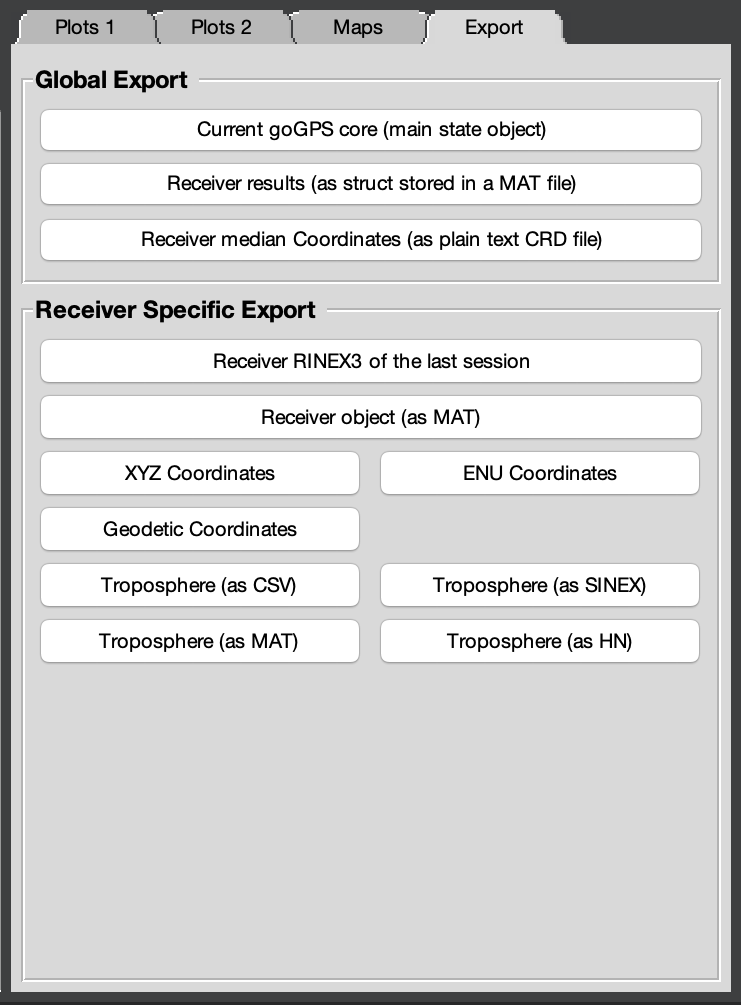 Plots 1
Plots 2
Maps
Export
Global Export
Current goGPS core (main state object)
Receiver results (as struct stored in a MAT file)
Receiver median Coordinates (as plain text CRD file)
Receiver Specific Export
Receiver RINEX3 of the last session
Receiver object (as MAT)
XYZ Coordinates
ENU Coordinates
Geodetic Coordinates
Troposphere (as CSV)
Troposphere (as SINEX)
Troposphere (as MAT)
Troposphere (as HN)